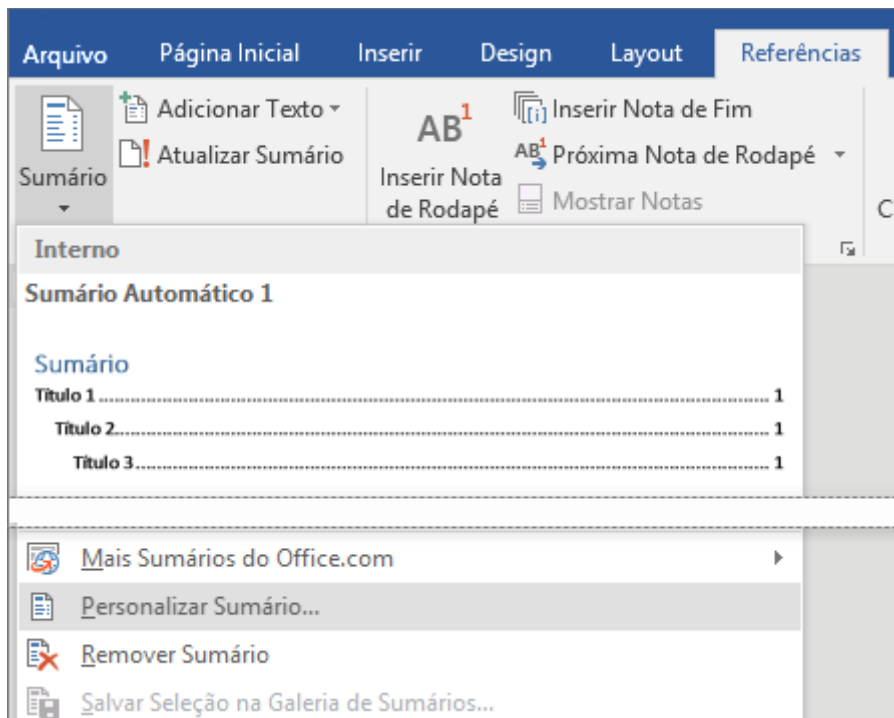 Arquivo Página Inicial Inserir Design Layout Referências
Sumário
Adicionar Texto
Atualizar Sumário
AB1
Inserir Nota
de Rodapé
[i] Inserir Nota de Fim
AB1 Próxima Nota de Rodapé
Mostrar Notas
C
Interno
Sumário Automático 1
Sumário
Título 1 ........ 1
Título 2........ 1
Título 3........ 1
Mais Sumários do Office.com
Personalizar Sumário...
Remover Sumário
Salvar Seleção na Galeria de Sumários...